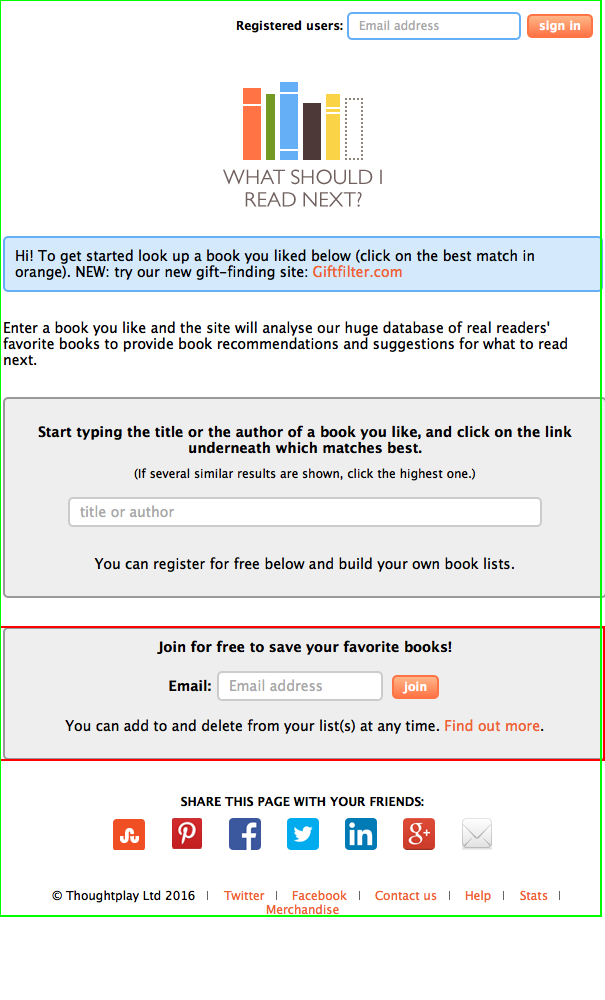 Registered users: Email address sign in
WHAT SHOULD I
READ NEXT?
Hi! To get started look up a book you liked below (click on the best match in
orange). NEW: try our new gift-finding site: Giftfilter.com
Enter a book you like and the site will analyse our huge database of real readers'
favorite books to provide book recommendations and suggestions for what to read
next.
Start typing the title or the author of a book you like, and click on the link
underneath which matches best.
(If several similar results are shown, click the highest one.)
title or author
You can register for free below and build your own book lists.
Join for free to save your favorite books!
Email: Email address join
You can add to and delete from your list(s) at any time. Find out more.
SHARE THIS PAGE WITH YOUR FRIENDS:
© Thoughtplay Ltd 2016 | Twitter | Facebook | Contact us | Help | Stats |
Merchandise